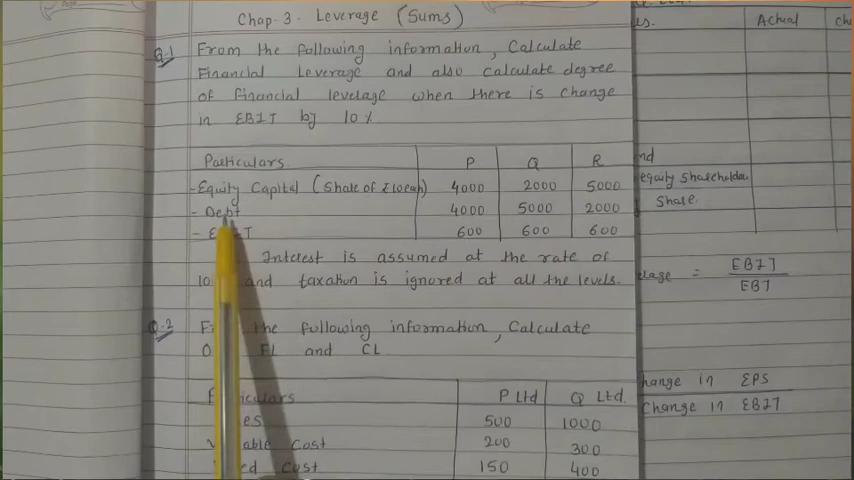 Chap-3. Leverage (Sums)
Q.1 From the following information, Calculate
Financial Leverage and also calculate degree
of financial levelage when there is change
in EBIT by 10%
Particulars P Q R
- Equity Capital (Share of ₹10 each) 4000 2000 5000
- Debt 4000 5000 2000
- 600 600 600
Interest is assumed at the rate of
and taxation is ignored at all the levels.
Q.2 the following information, Calculate
FL and CL
P Ltd Q Ltd.
500 1000
Cost 200 300
Cost 150 400
Actual
equity shareholder
Share.
= EBIT
EBT
in EPS
Change in EBIT